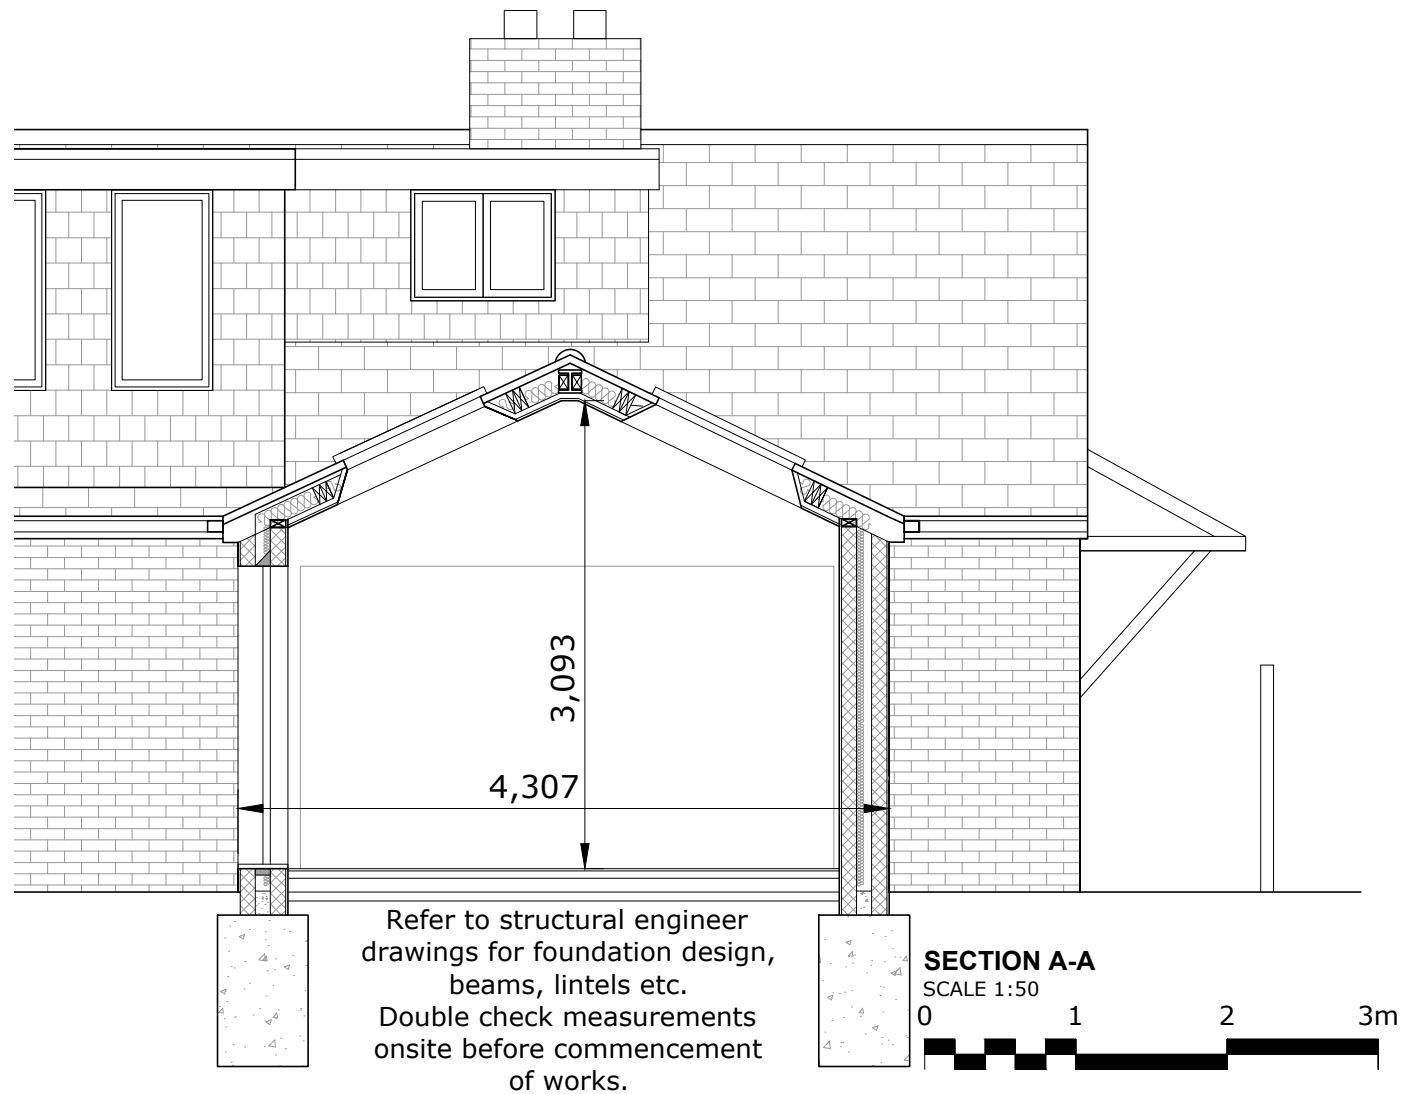 3,093
4,307
Refer to structural engineer
drawings for foundation design,
beams, lintels etc.
Double check measurements
onsite before commencement
of works.
SECTION A-A
SCALE 1:50
0 1 2 3m